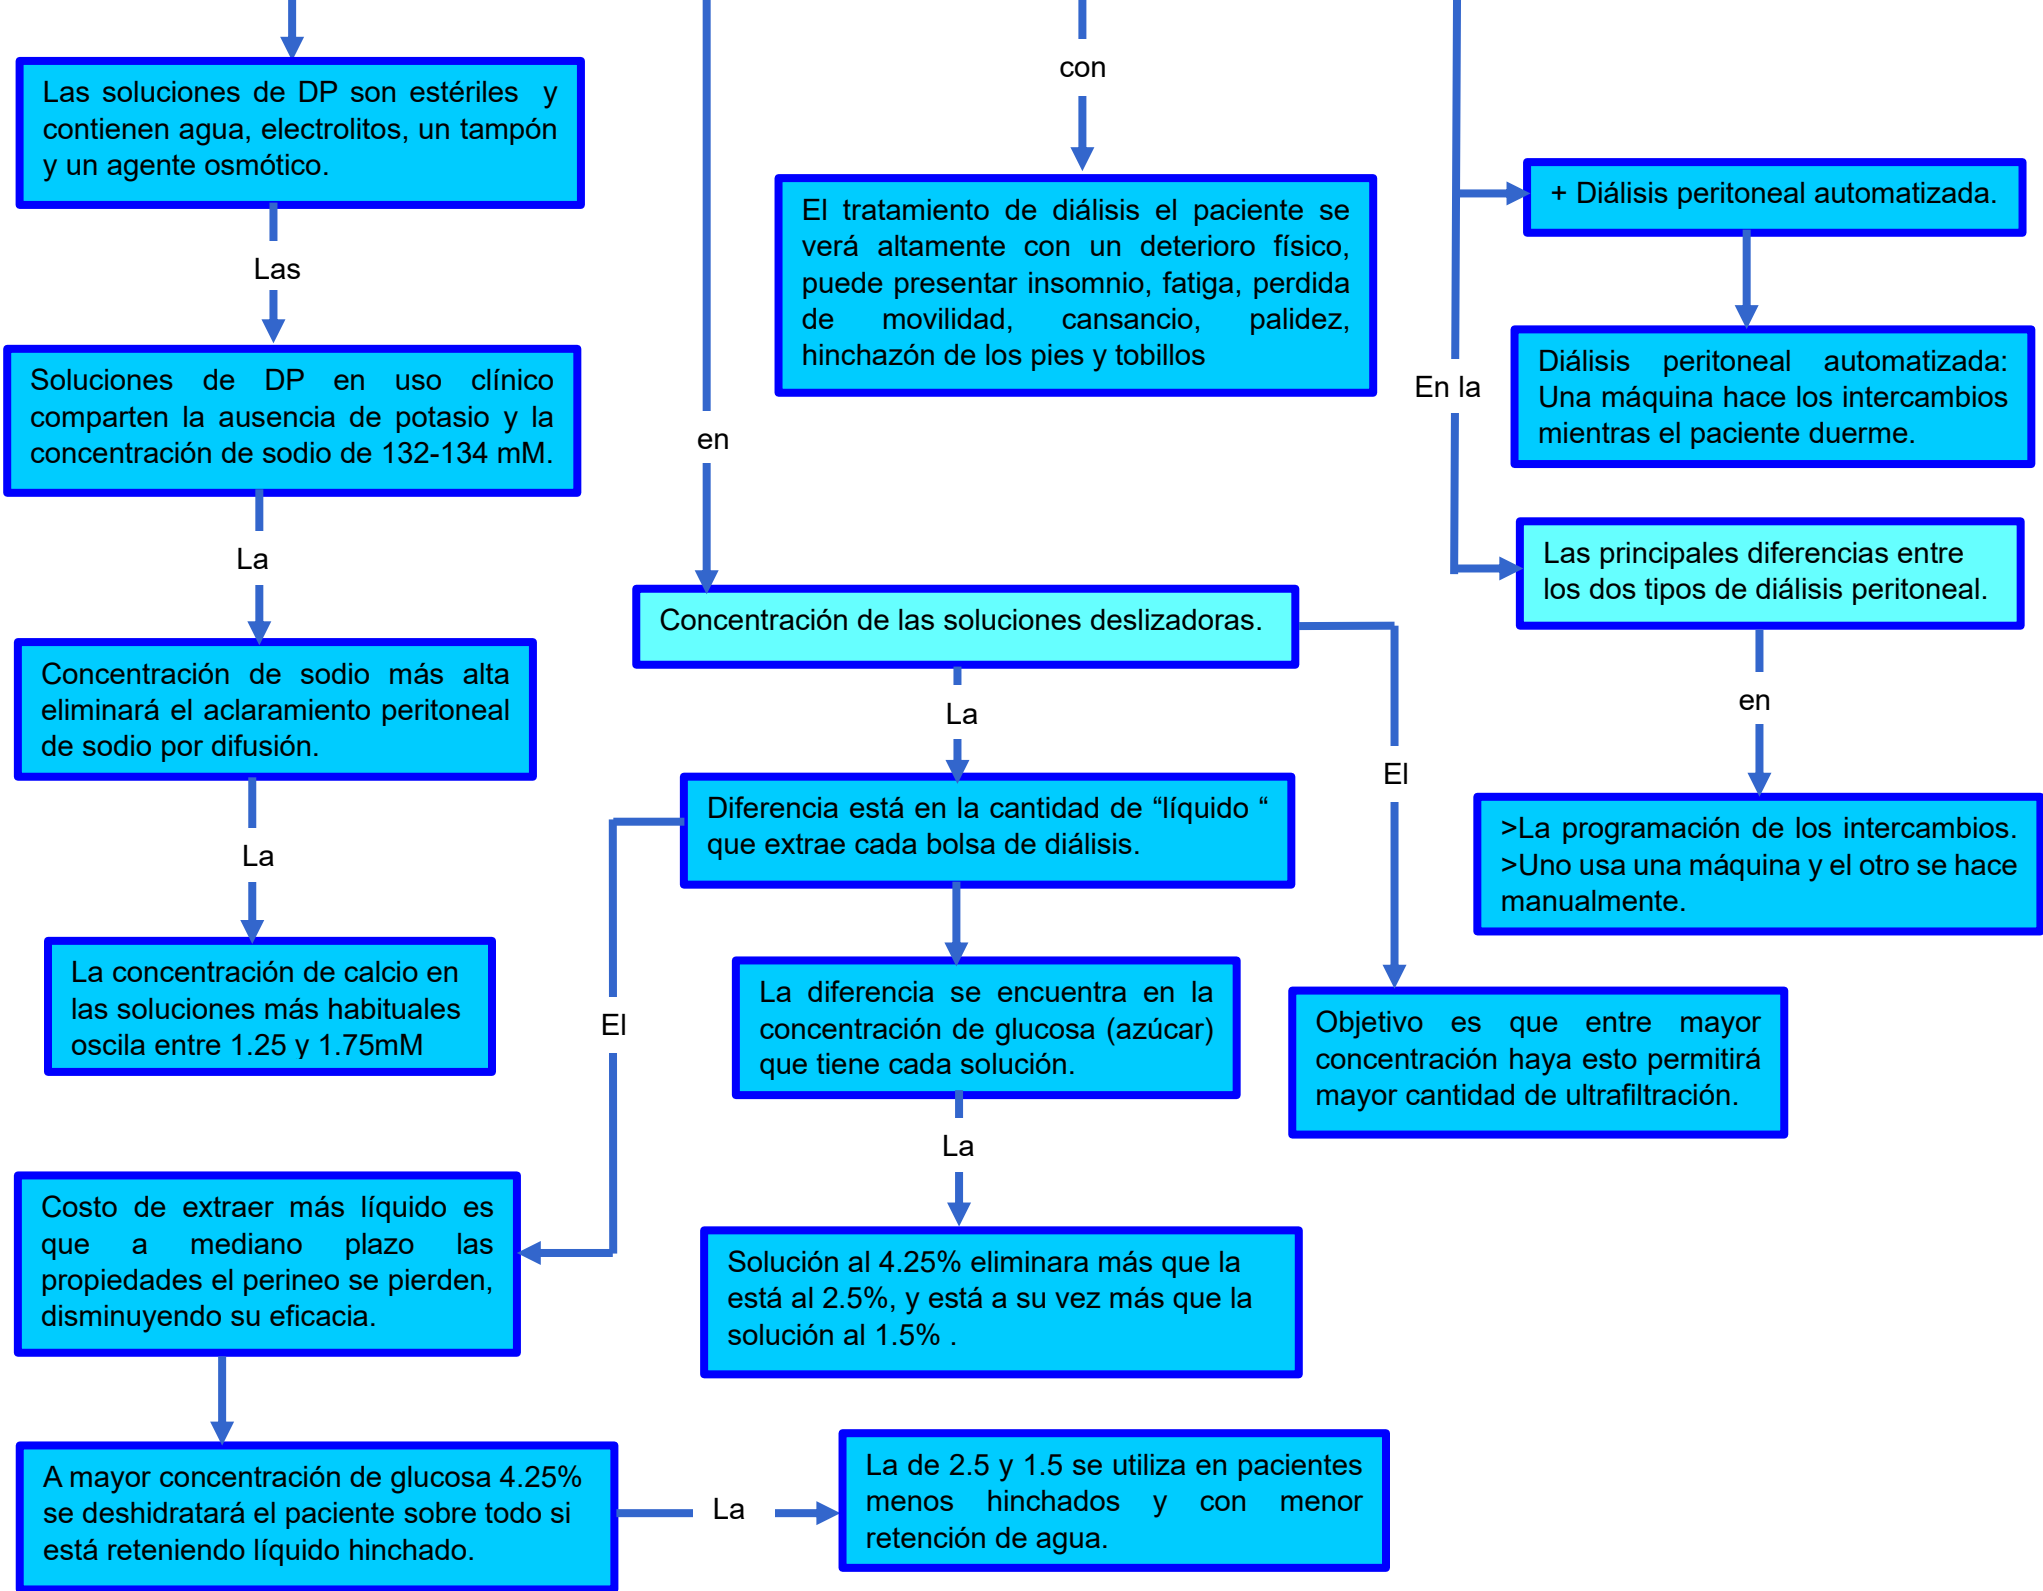 Las soluciones de DP son estériles y
contienen agua, electrolitos, un tampón
y un agente osmótico.
Las
Soluciones de DP en uso clínico
comparten la ausencia de potasio y la
concentración de sodio de 132-134 mM.
La
Concentración de sodio más alta
eliminará el aclaramiento peritoneal
de sodio por difusión.
La
La concentración de calcio en
las soluciones más habituales
oscila entre 1.25 y 1.75mM
con
El tratamiento de diálisis el paciente se
verá altamente con un deterioro físico,
puede presentar insomnio, fatiga, perdida
de movilidad, cansancio, palidez,
hinchazón de los pies y tobillos
en
Concentración de las soluciones deslizadoras.
La
Diferencia está en la cantidad de “líquido “
que extrae cada bolsa de diálisis.
La diferencia se encuentra en la
concentración de glucosa (azúcar)
que tiene cada solución.
La
Solución al 4.25% eliminara más que la
está al 2.5%, y está a su vez más que la
solución al 1.5% .
El
Objetivo es que entre mayor
concentración haya esto permitirá
mayor cantidad de ultrafiltración.
El
Costo de extraer más líquido es
que a mediano plazo las
propiedades el perineo se pierden,
disminuyendo su eficacia.
A mayor concentración de glucosa 4.25%
se deshidratará el paciente sobre todo si
está reteniendo líquido hinchado.
La
La de 2.5 y 1.5 se utiliza en pacientes
menos hinchados y con menor
retención de agua.
En la
+ Diálisis peritoneal automatizada.
Diálisis peritoneal automatizada:
Una máquina hace los intercambios
mientras el paciente duerme.
Las principales diferencias entre
los dos tipos de diálisis peritoneal.
en
>La programación de los intercambios.
>Uno usa una máquina y el otro se hace
manualmente.